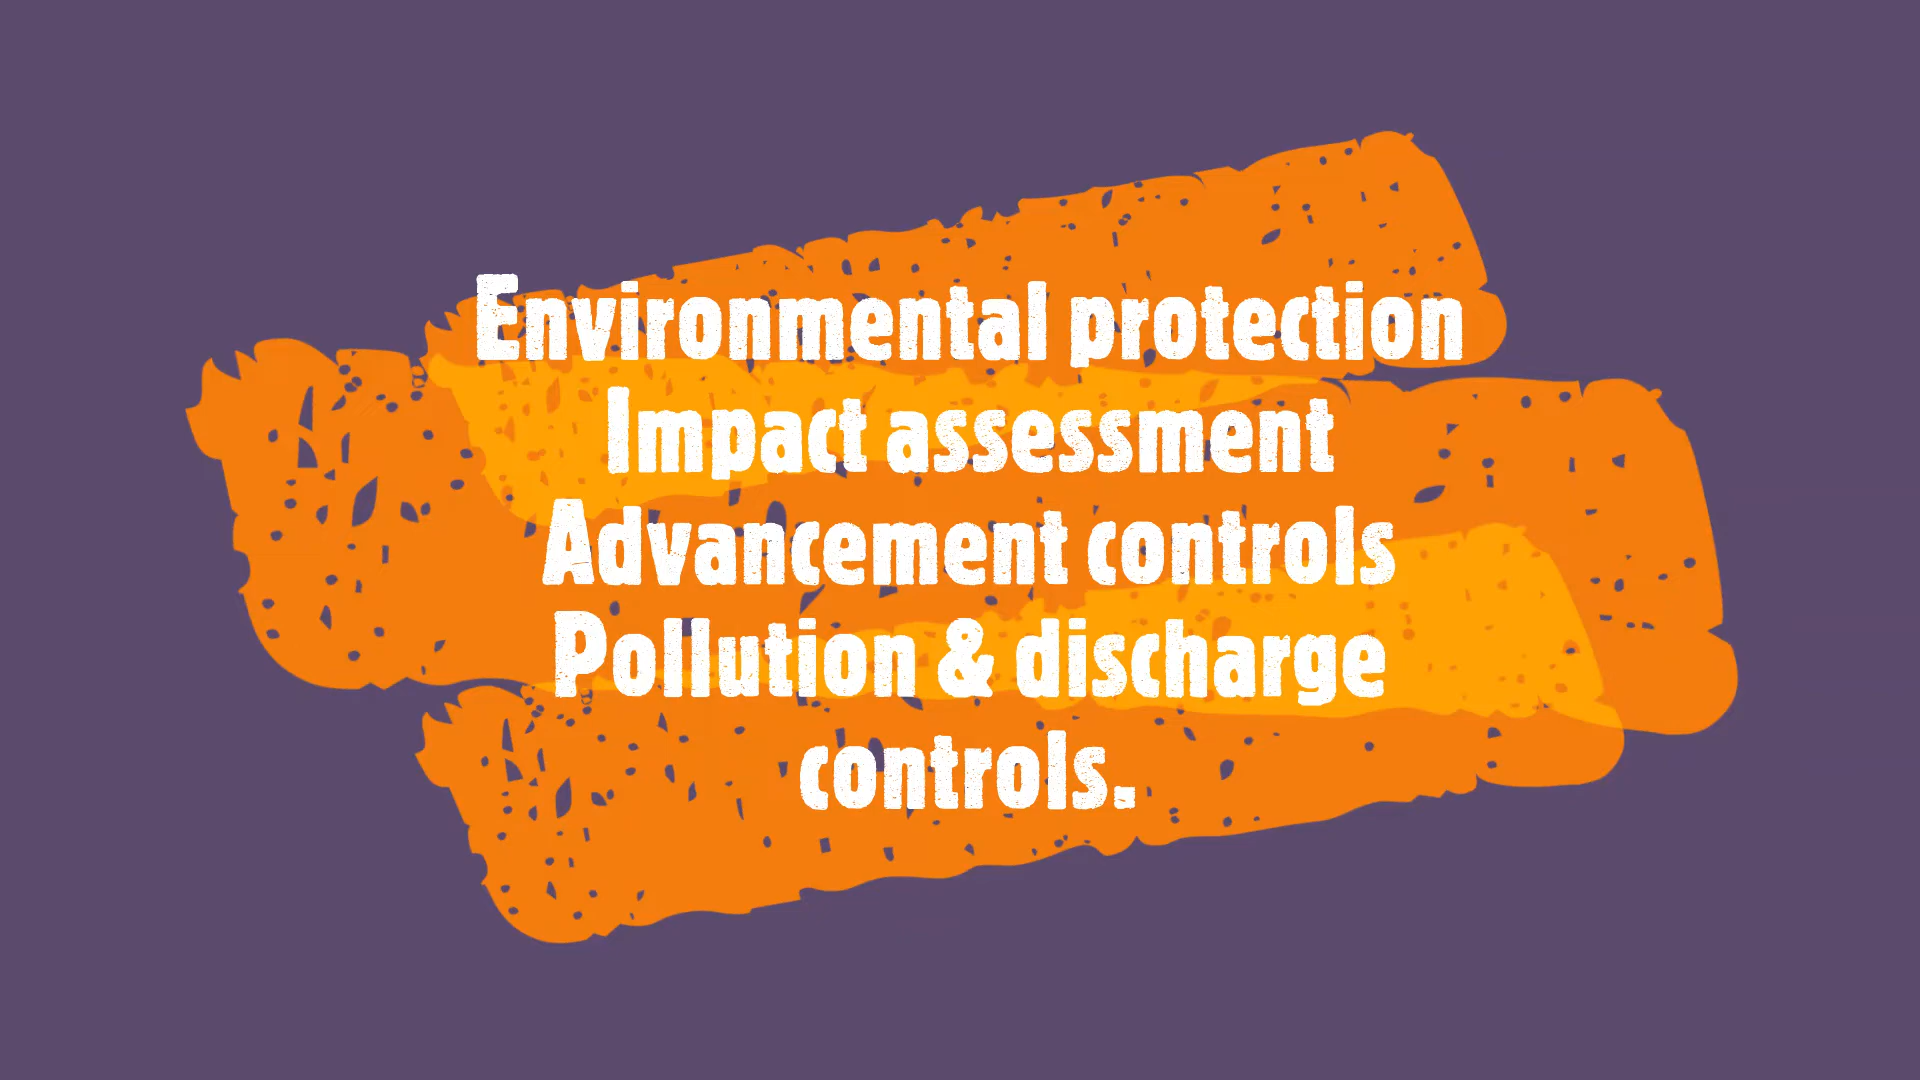 Environmental protection
Impact assessment
Advancement controls
Pollution & discharge
controls.